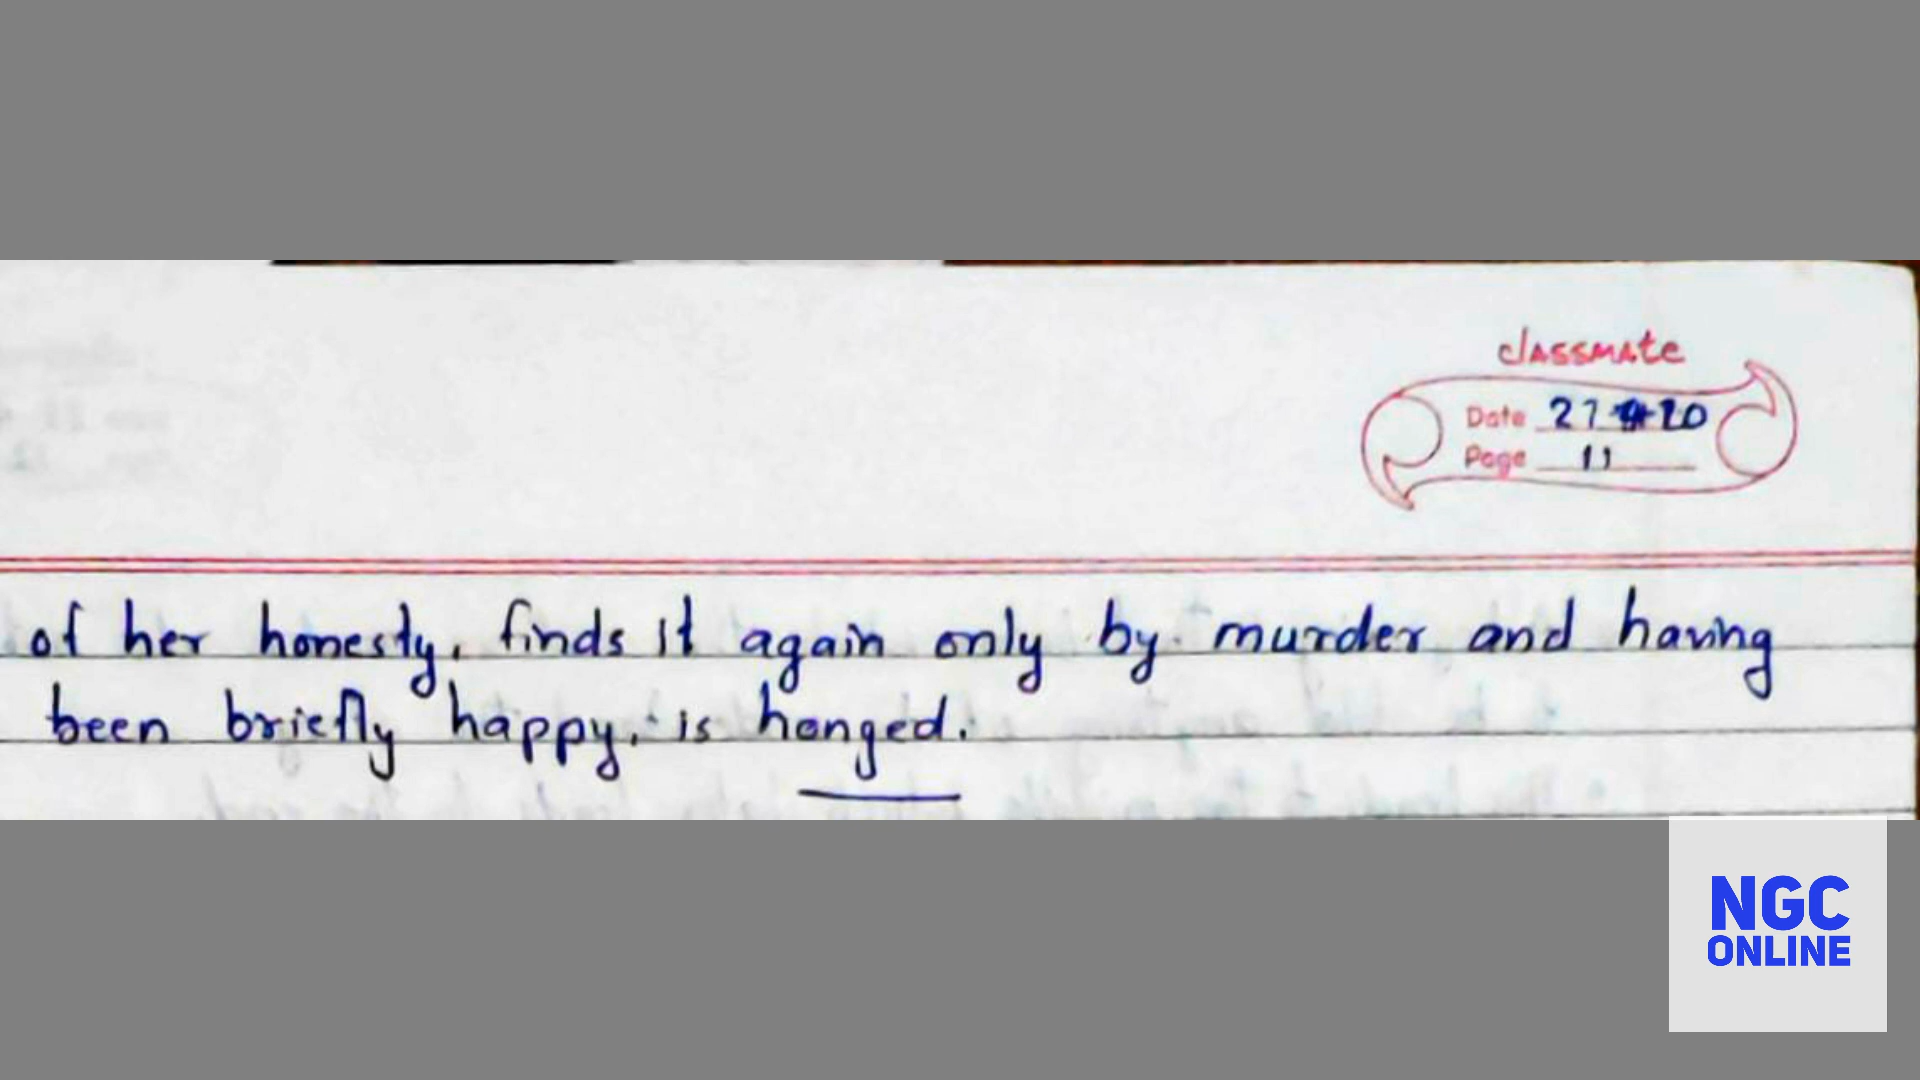 classmate
Date 27 20
Page 11
of her honesty, finds it again only by murder and having
been briefly happy, is hanged.
NGC
ONLINE